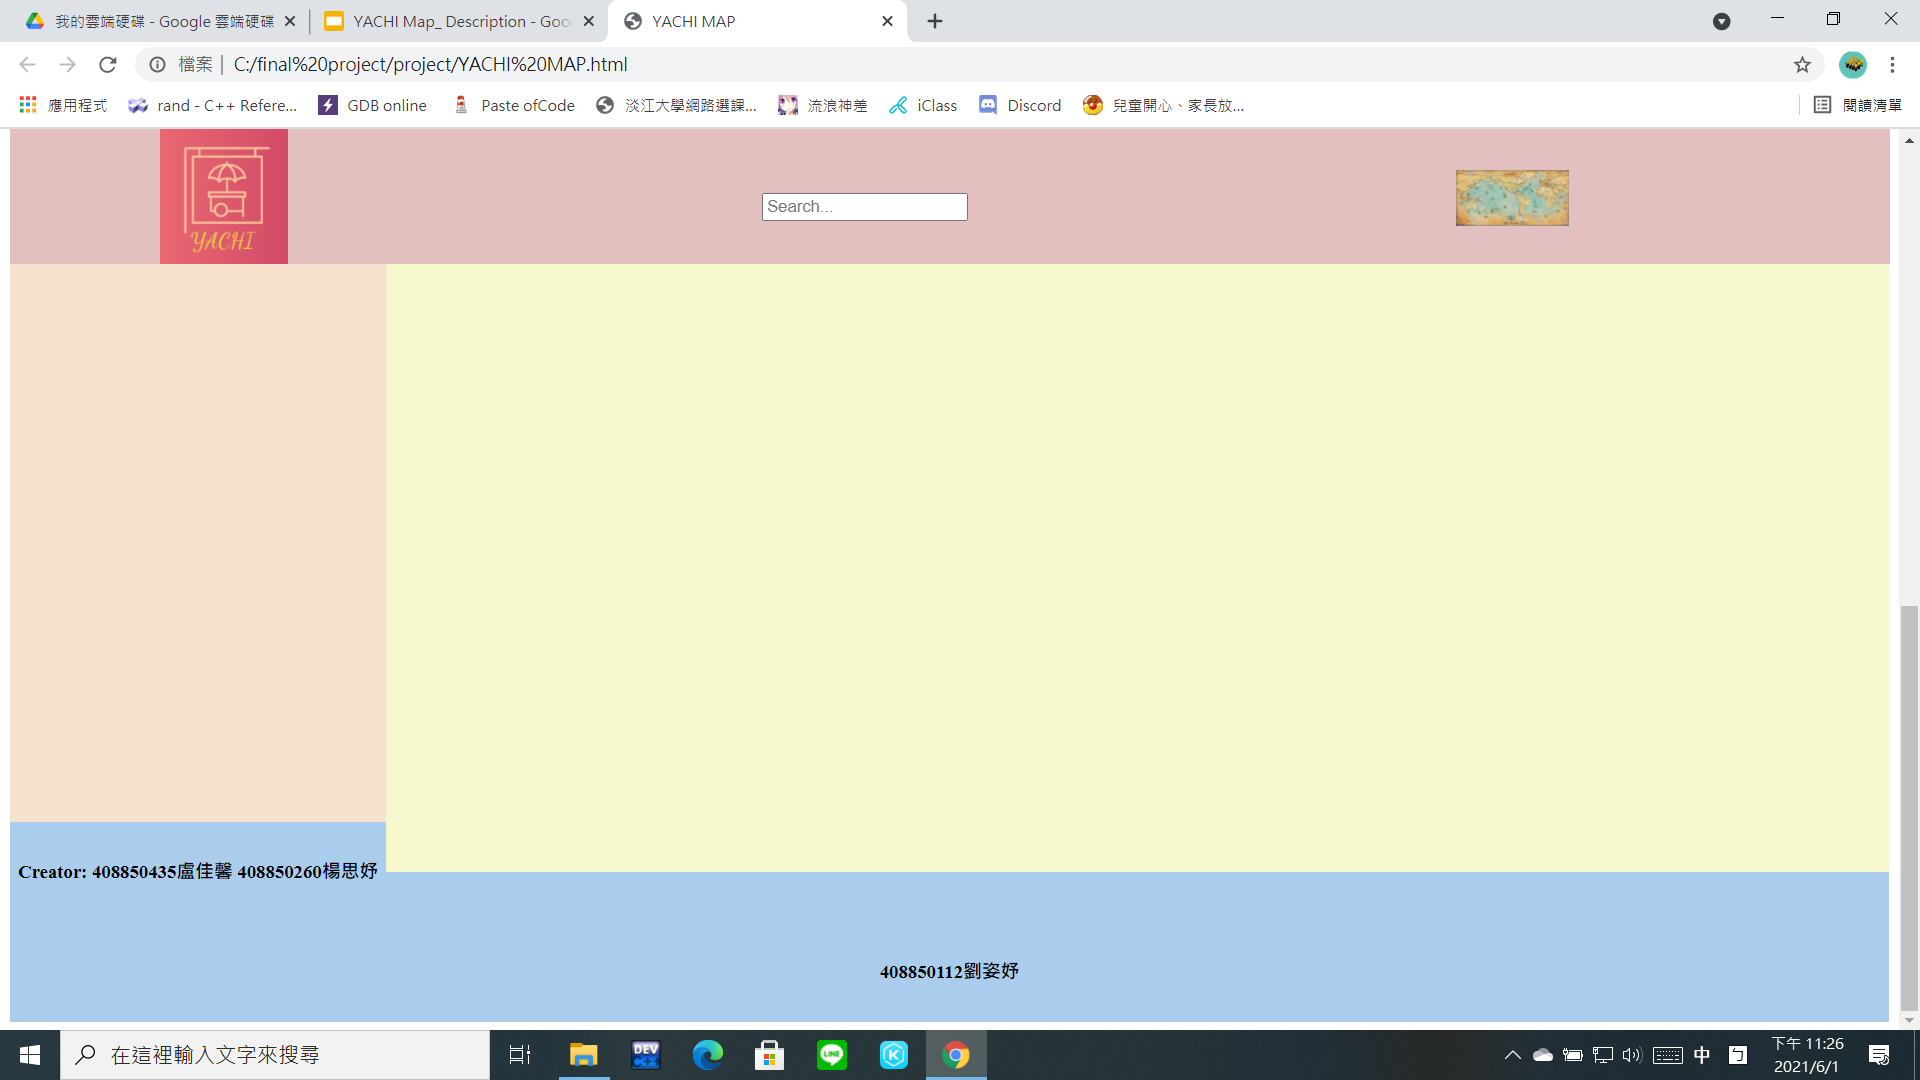 我的雲端硬碟 - Google 雲端硬碟
YACHI Map_ Description - Goo
YACHI MAP
檔案 | C:/final%20project/project/YACHI%20MAP.html
應用程式
rand - C++ Refere...
GDB online
Paste ofCode
淡江大學網路選課...
流浪神差
iClass
Discord
兒童開心、家長放...
閱讀清單
YACHI
Search...
Creator: 408850435盧佳馨 408850260楊思妤
408850112劉姿妤
在這裡輸入文字來搜尋
DEV
C++
LINE
K
中
ㄅ
下午 11:26
2021/6/1